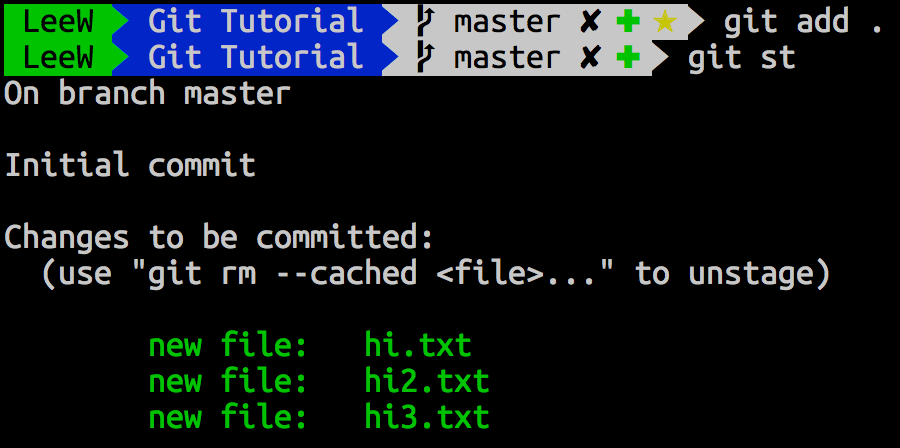 LeeW Git Tutorial master ✘ ✚ ★ git add .
LeeW Git Tutorial master ✘ ✚ git st
On branch master
Initial commit
Changes to be committed:
(use "git rm --cached <file>..." to unstage)
new file: hi.txt
new file: hi2.txt
new file: hi3.txt